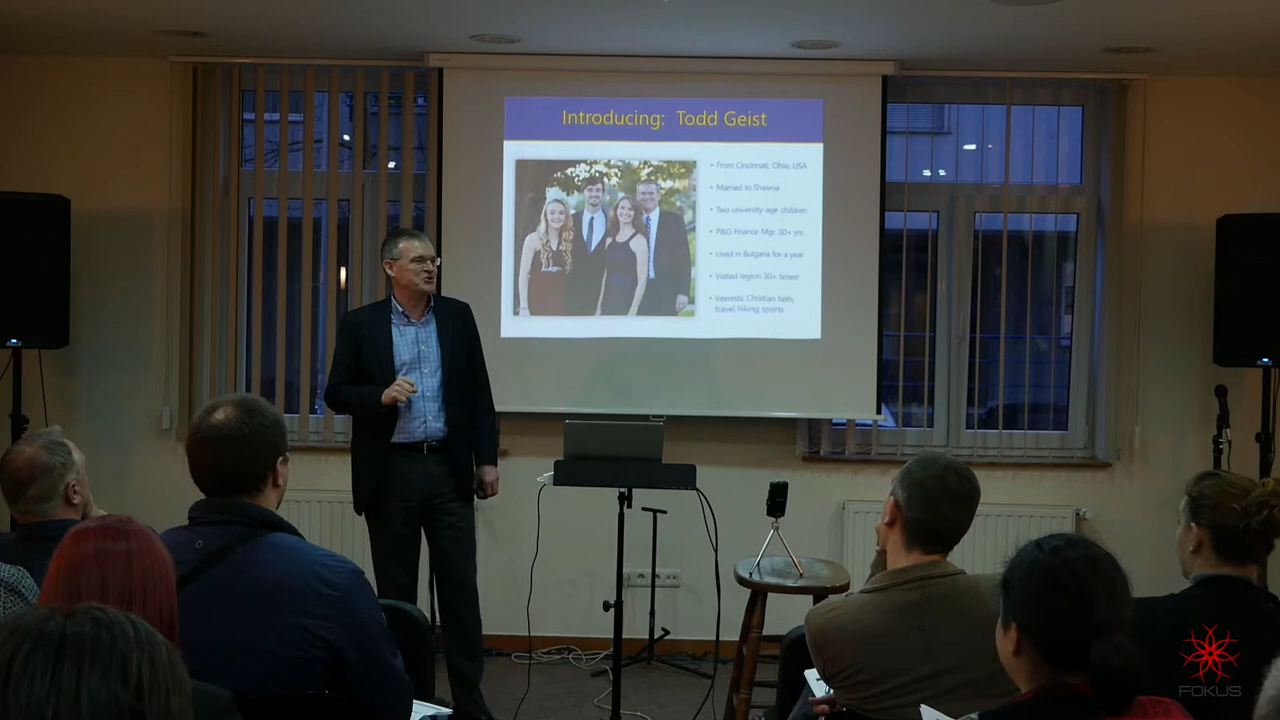 Introducing: Todd Geist
• From Cincinnati, Ohio, USA
• Married to Shawna
• Two university age children
• P&G Finance Mgr. 30+ yrs
• Lived in Bulgaria for a year
• Visited region 30+ times!
• Interests: Christian faith,
travel, hiking, sports
FOKUS